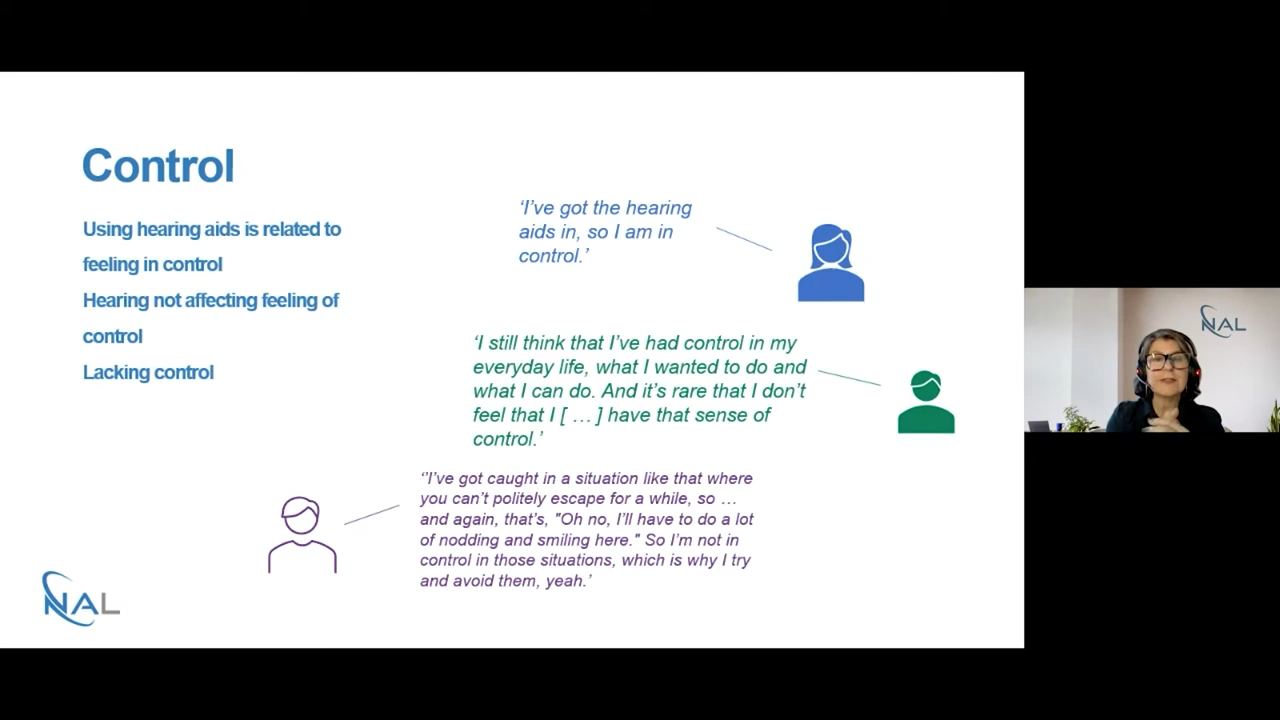 Control
Using hearing aids is related to
feeling in control
Hearing not affecting feeling of
control
Lacking control
‘I’ve got the hearing
aids in, so I am in
control.’
‘I still think that I’ve had control in my
everyday life, what I wanted to do and
what I can do. And it’s rare that I don’t
feel that I [ … ] have that sense of
control.’
‘'I’ve got caught in a situation like that where
you can’t politely escape for a while, so …
and again, that’s, "Oh no, I’ll have to do a lot
of nodding and smiling here." So I’m not in
control in those situations, which is why I try
and avoid them, yeah.’
NAL
NAL